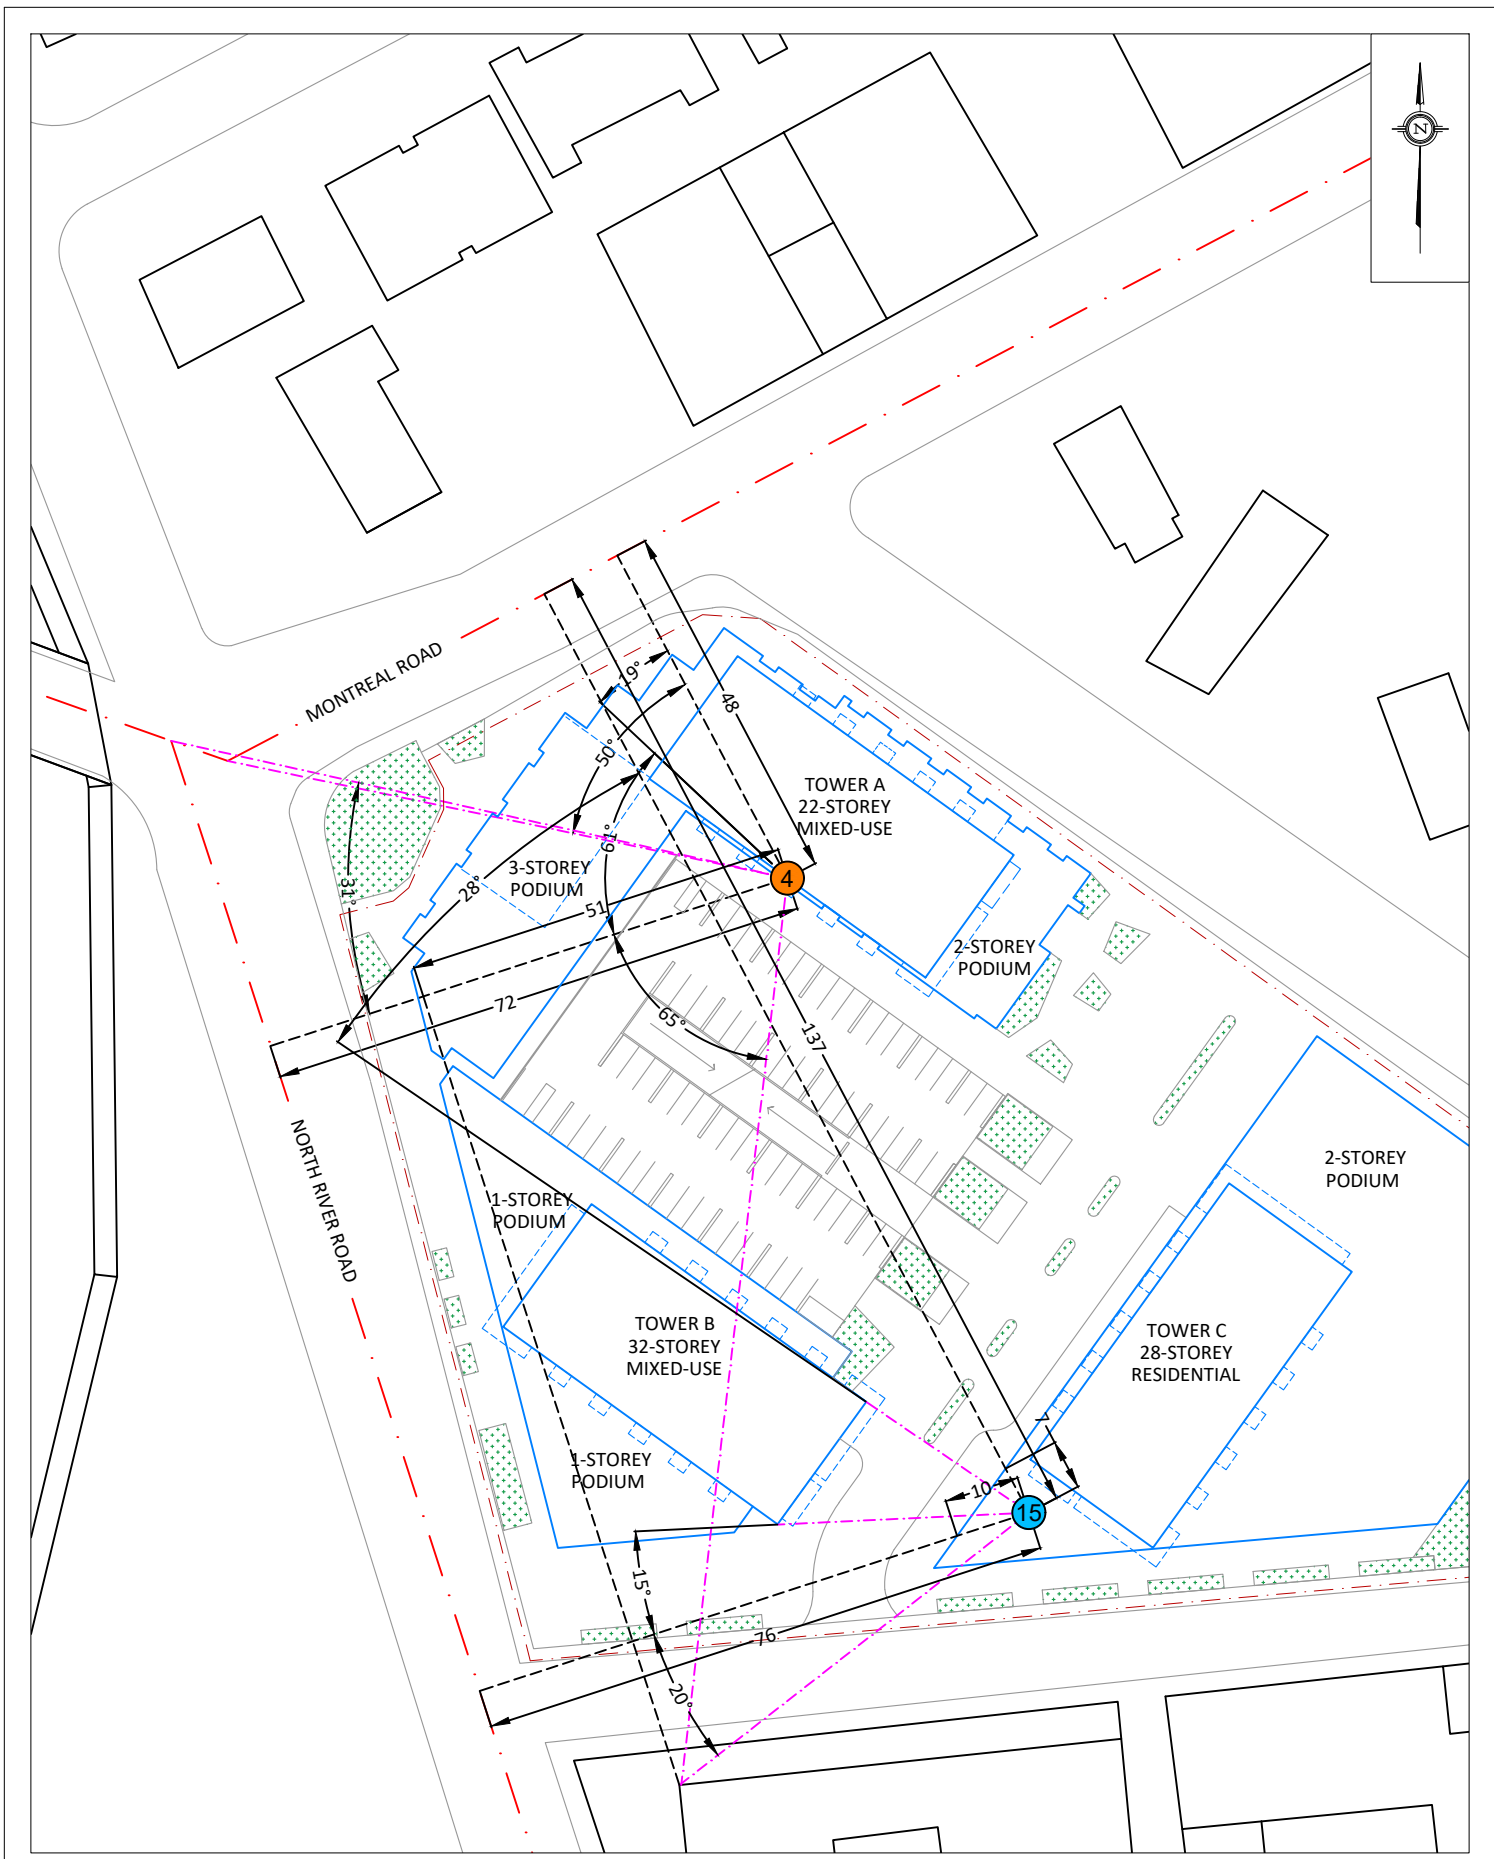 N
MONTREAL ROAD
19°
48
50°
TOWER A
22-STOREY
MIXED-USE
61°
3-STOREY
PODIUM
28°
31°
4
51
2-STOREY
PODIUM
72
65°
137
NORTH RIVER ROAD
1-STOREY
PODIUM
2-STOREY
PODIUM
TOWER B
32-STOREY
MIXED-USE
TOWER C
28-STOREY
RESIDENTIAL
7
1-STOREY
PODIUM
10
15
15°
76
20°